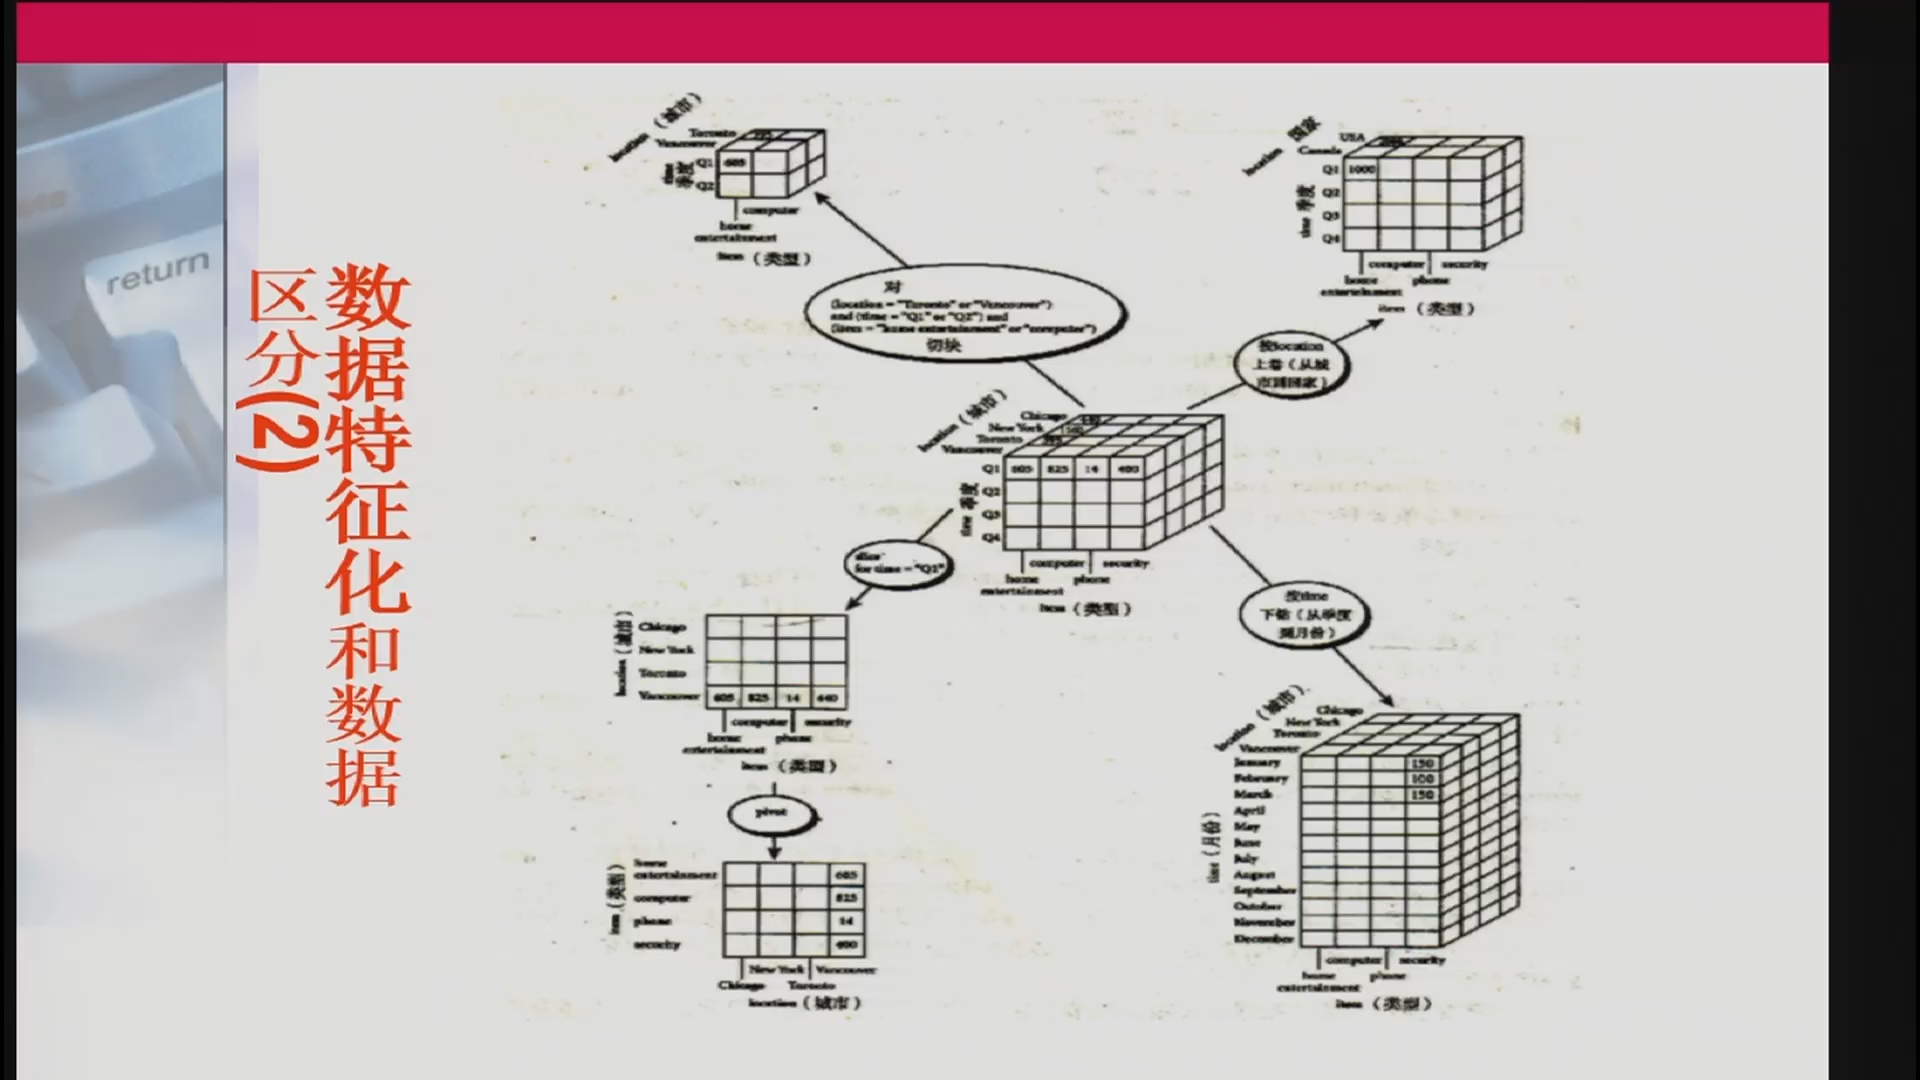 return
数据特征化和数据
区分(2)
location（城市）
Toronto
Vancouver
395
time
季度
Q1
605
Q2
computer
home
entertainment
item（类型）
对
(location = "Toronto" or "Vancouver")
and (time = "Q1" or "Q2") and
(item = "home entertainment" or "computer")
切块
location 国家
USA
Canada
time 季度
Q1
1000
Q2
Q3
Q4
computer
security
home
phone
entertainment
item（类型）
按location
上卷（从城
市到国家）
location（城市）
Chicago
New York
Toronto
Vancouver
440
395
time 季度
Q1
605
825
14
400
Q2
Q3
Q4
computer
security
home
phone
entertainment
item（类型）
for time = "Q1"
按time
下钻（从季度
到月份）
location（城市）
Chicago
New York
Toronto
Vancouver
605
825
14
440
computer
security
home
phone
entertainment
item（类型）
pivot
item（类型）
home
entertainment
605
computer
825
phone
14
security
400
New York
Vancouver
Chicago
Toronto
location（城市）
location（城市）
Chicago
New York
Toronto
Vancouver
time（月份）
January
150
February
100
March
150
April
May
June
July
August
September
October
November
December
computer
security
home
phone
entertainment
item（类型）